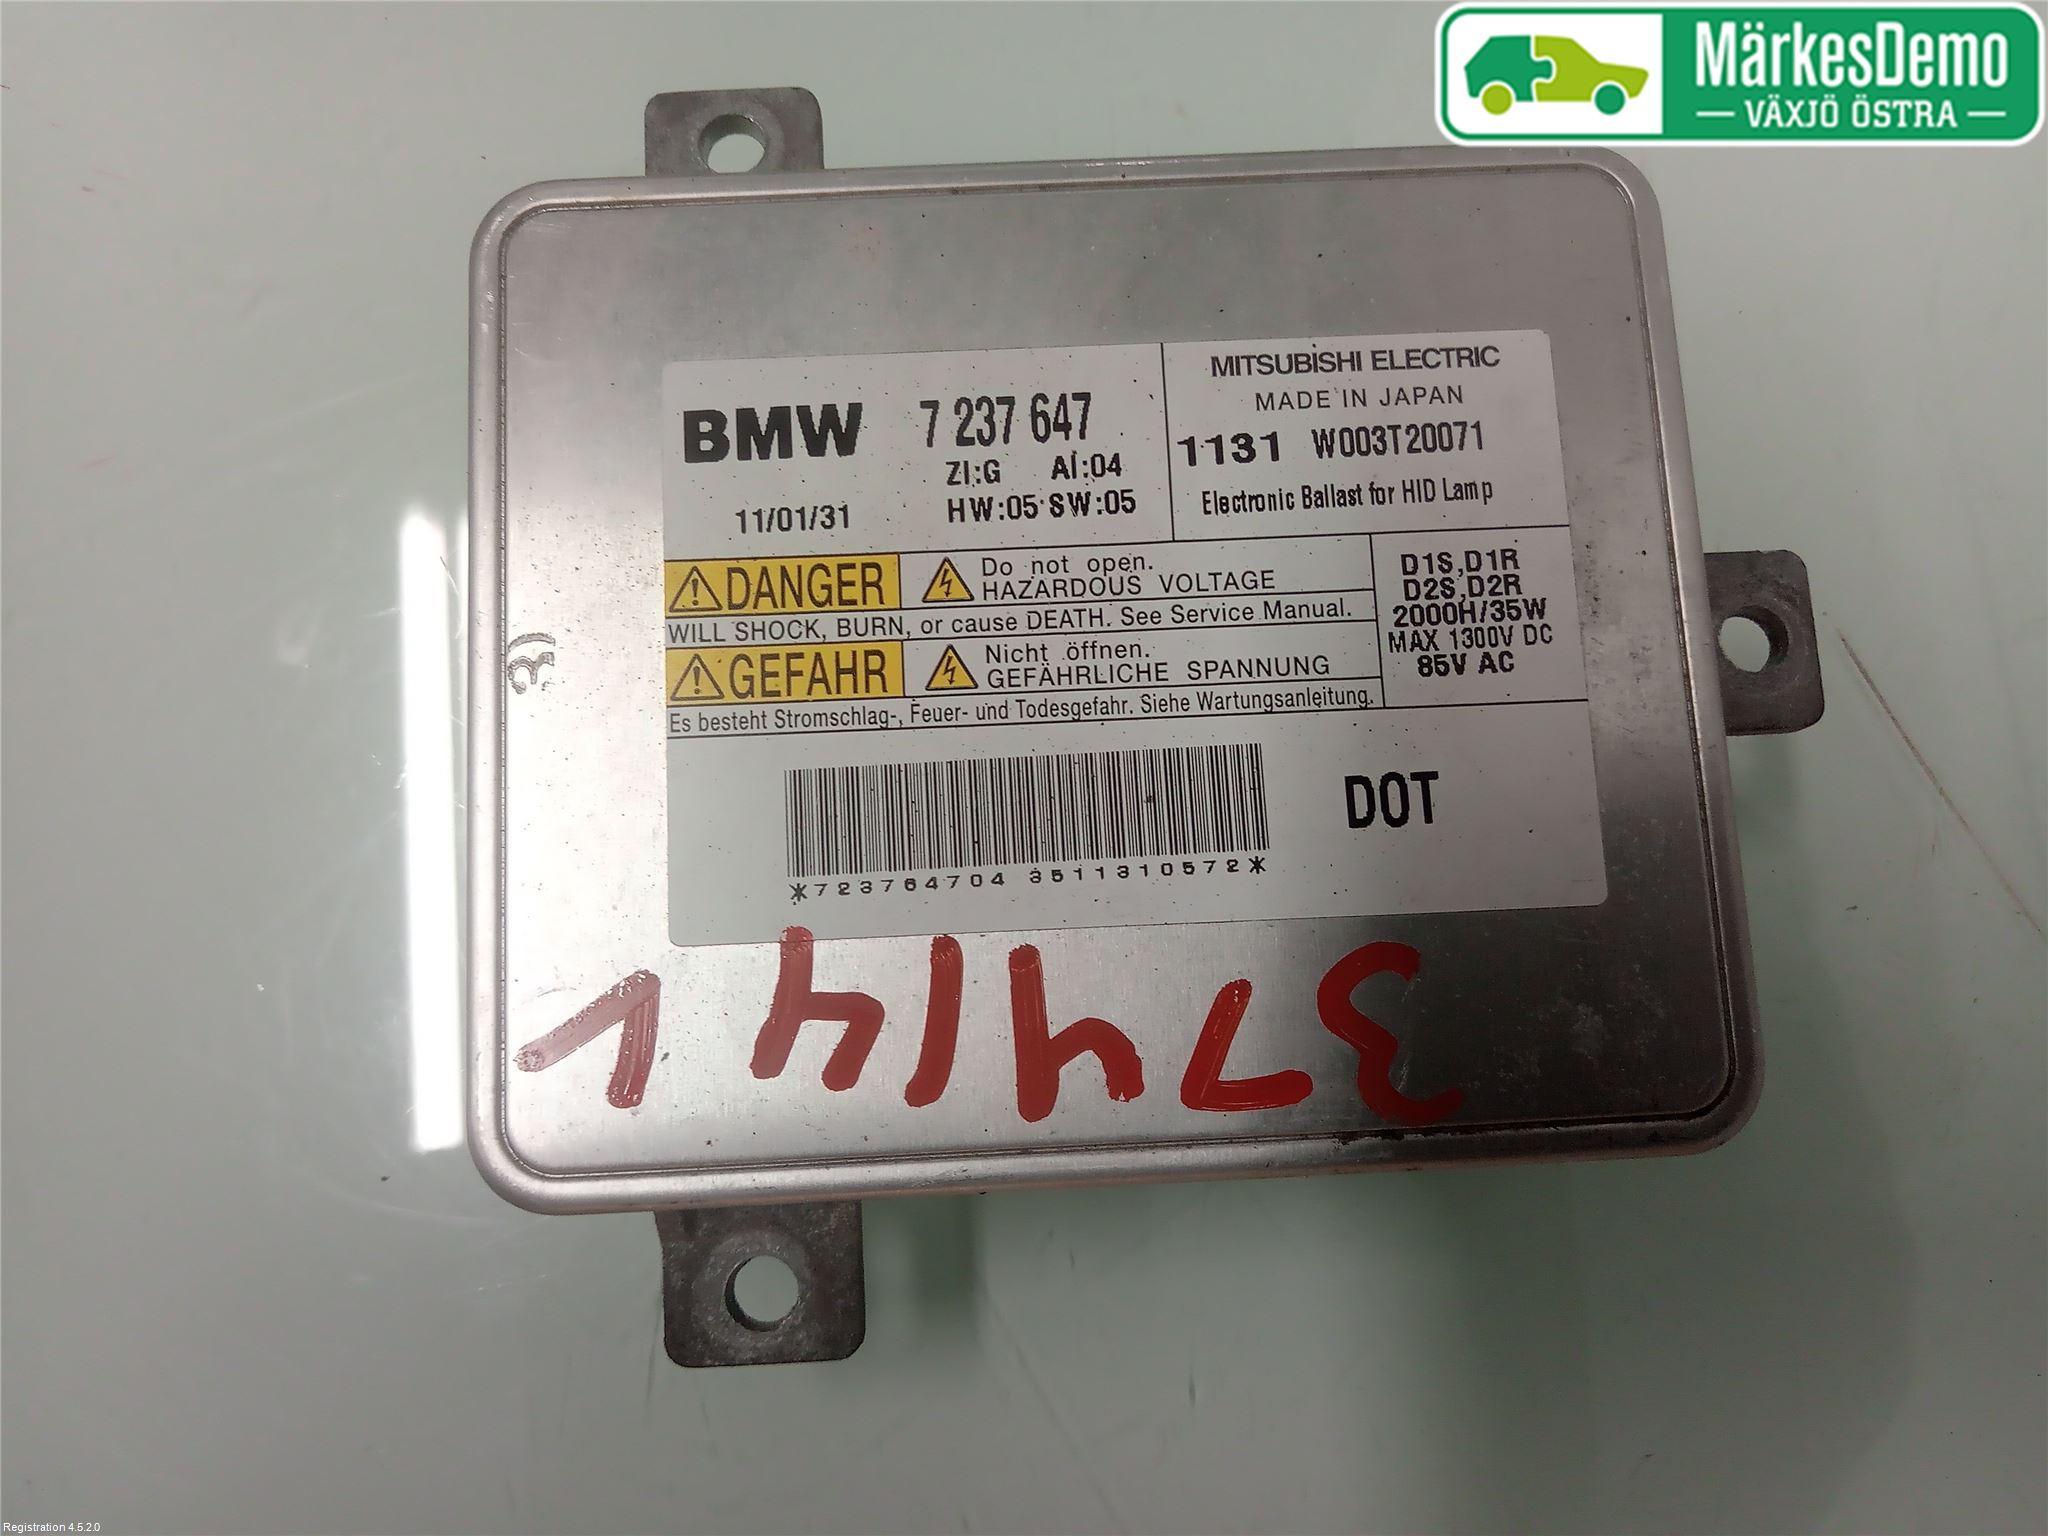 MärkesDemo
VÄXJÖ ÖSTRA
BMW 7 237 647
ZI:G AI:04
11/01/31 HW:05 SW:05
MITSUBISHI ELECTRIC
MADE IN JAPAN
1131 W003T20071
Electronic Ballast for HID Lamp
DANGER Do not open.
HAZARDOUS VOLTAGE
WILL SHOCK, BURN, or cause DEATH. See Service Manual.
GEFAHR Nicht öffnen.
GEFÄHRLICHE SPANNUNG
Es besteht Stromschlag-, Feuer- und Todesgefahr. Siehe Wartungsanleitung.
D1S,D1R
D2S,D2R
2000H/35W
MAX 1300V DC
85V AC
*723764704 3511310572*
DOT
Registration 4.5.2.0